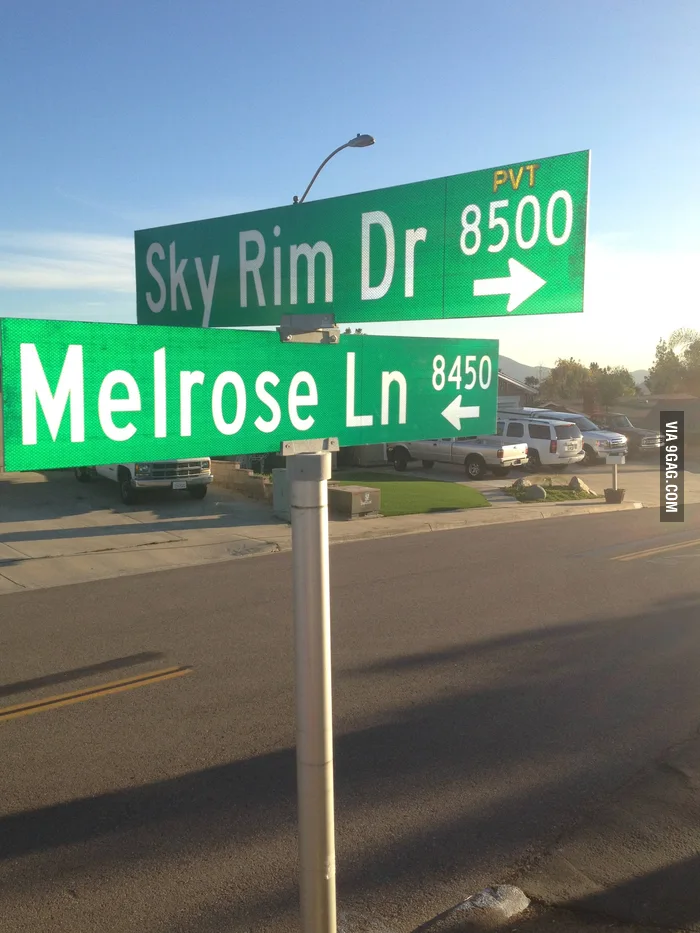 PVT
Sky Rim Dr 8500
Melrose Ln 8450
VIA 9GAG.COM